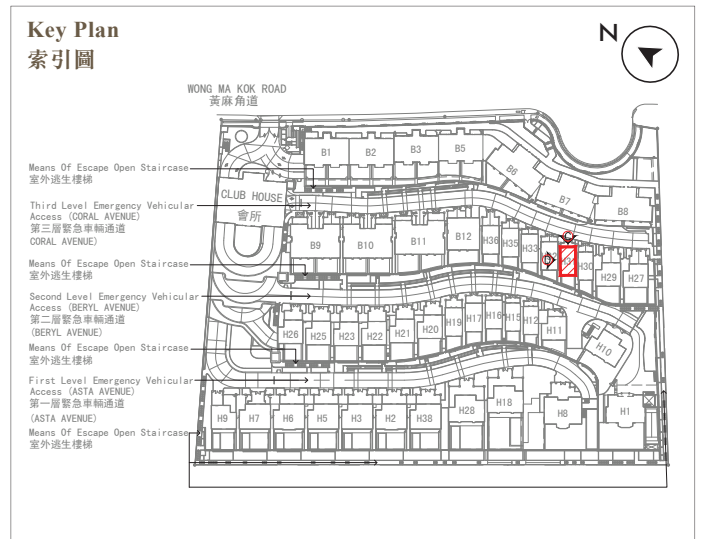 Key Plan
索引圖
N
WONG MA KOK ROAD
黃麻角道
Means Of Escape Open Staircase
室外逃生樓梯
Third Level Emergency Vehicular
Access (CORAL AVENUE)
第三層緊急車輛通道
CORAL AVENUE)
Means Of Escape Open Staircase
室外逃生樓梯
Second Level Emergency Vehicular
Access (BERYL AVENUE)
第二層緊急車輛通道
(BERYL AVENUE)
Means Of Escape Open Staircase
室外逃生樓梯
First Level Emergency Vehicular
Access (ASTA AVENUE)
第一層緊急車輛通道
(ASTA AVENUE)
Means Of Escape Open Staircase
室外逃生樓梯
CLUB HOUSE
會所
B1 B2 B3 B5 B6 B7 B8
B9 B10 B11 B12 H36 H35 H33 H30 H29 H27
C
D
H26 H25 H23 H22 H21 H20 H19 H17 H16 H15 H12 H11 H10
H9 H7 H6 H5 H3 H2 H38 H28 H18 H8 H1